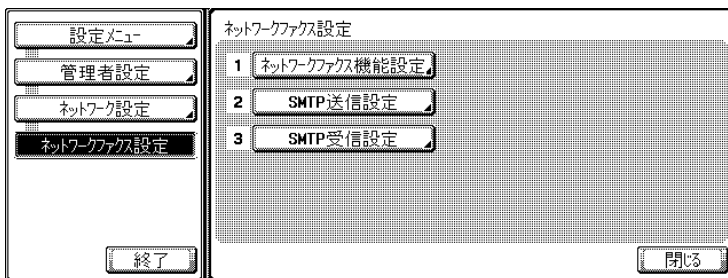 設定メニュー
管理者設定
ネットワーク設定
ネットワークファクス設定
終了
ネットワークファクス設定
1 ネットワークファクス機能設定
2 SMTP送信設定
3 SMTP受信設定
閉じる